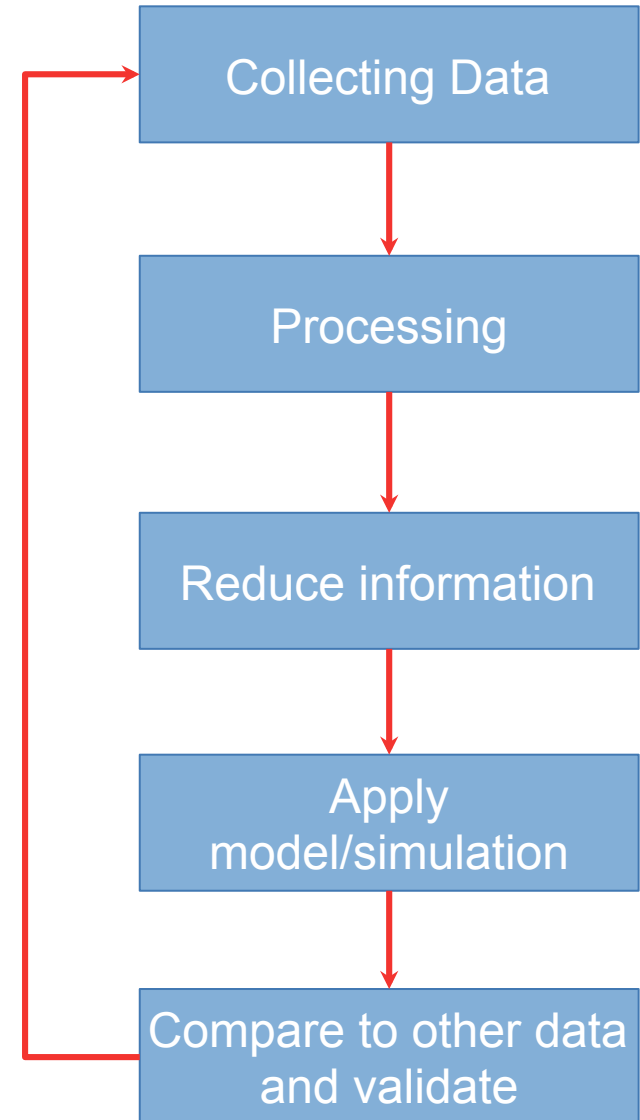 Collecting Data
Processing
Reduce information
Apply
model/simulation
Compare to other data
and validate